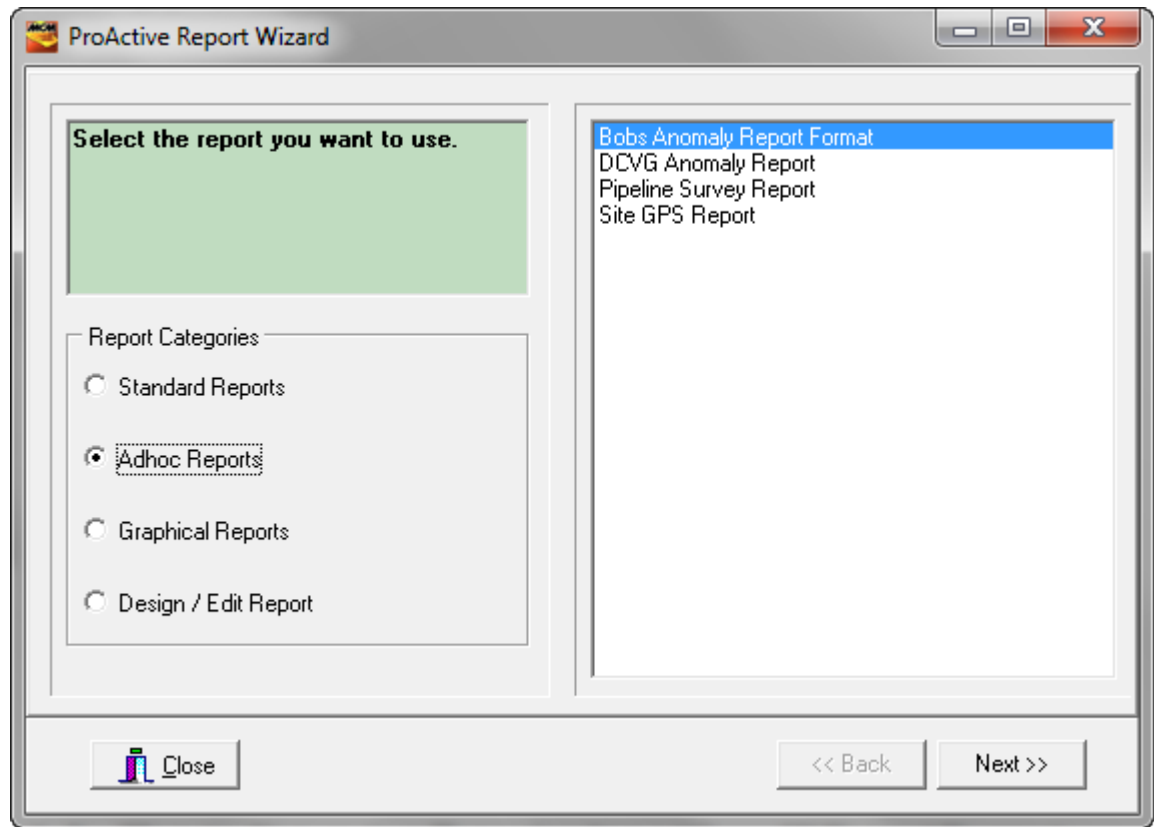 MCM
ProActive Report Wizard
Select the report you want to use.
Report Categories
Standard Reports
Adhoc Reports
Graphical Reports
Design / Edit Report
Bobs Anomaly Report Format
DCVG Anomaly Report
Pipeline Survey Report
Site GPS Report
Close
<< Back
Next >>